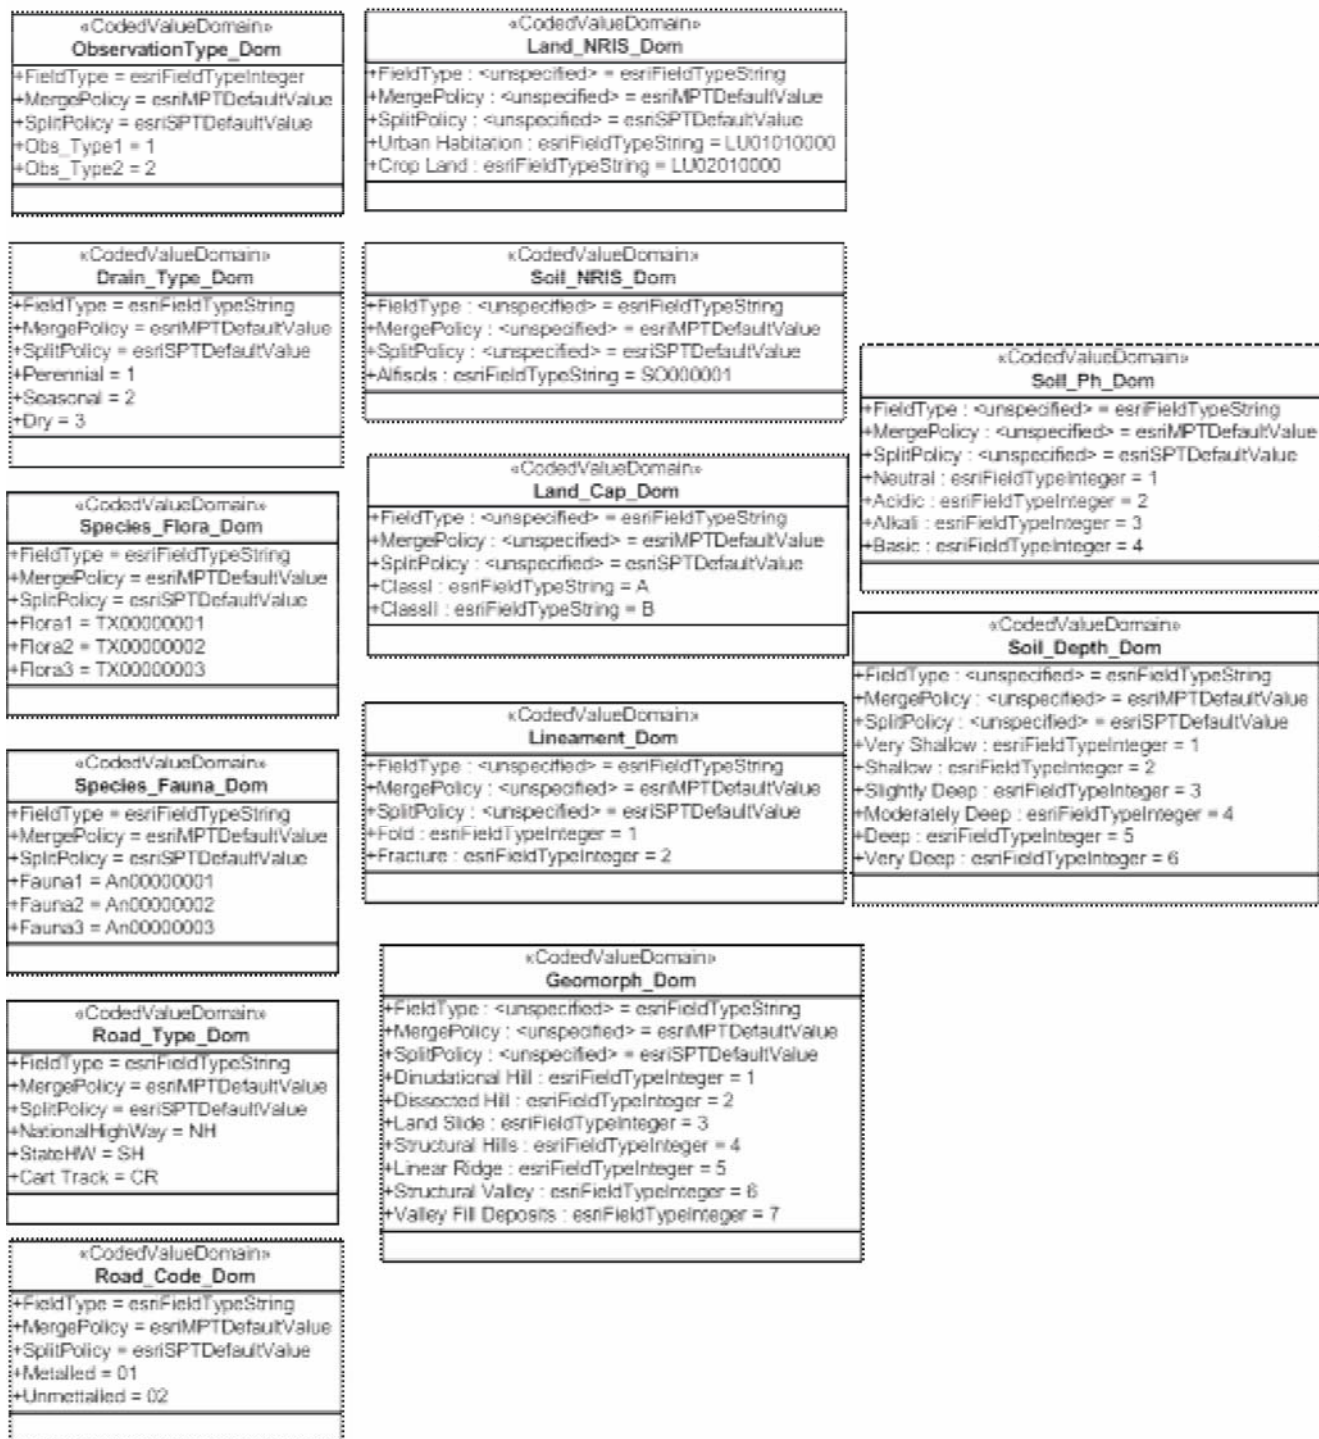 «CodedValueDomain»
ObservationType_Dom
+FieldType = esriFieldTypeInteger
+MergePolicy = esriMPTDefaultValue
+SplitPolicy = esriSPTDefaultValue
+Obs_Type1 = 1
+Obs_Type2 = 2
«CodedValueDomain»
Drain_Type_Dom
+FieldType = esriFieldTypeString
+MergePolicy = esriMPTDefaultValue
+SplitPolicy = esriSPTDefaultValue
+Perennial = 1
+Seasonal = 2
+Dry = 3
«CodedValueDomain»
Species_Flora_Dom
+FieldType = esriFieldTypeString
+MergePolicy = esriMPTDefaultValue
+SplitPolicy = esriSPTDefaultValue
+Flora1 = TX00000001
+Flora2 = TX00000002
+Flora3 = TX00000003
«CodedValueDomain»
Species_Fauna_Dom
+FieldType = esriFieldTypeString
+MergePolicy = esriMPTDefaultValue
+SplitPolicy = esriSPTDefaultValue
+Fauna1 = An00000001
+Fauna2 = An00000002
+Fauna3 = An00000003
«CodedValueDomain»
Road_Type_Dom
+FieldType = esriFieldTypeString
+MergePolicy = esriMPTDefaultValue
+SplitPolicy = esriSPTDefaultValue
+NationalHighWay = NH
+StateHW = SH
+Cart Track = CR
«CodedValueDomain»
Road_Code_Dom
+FieldType = esriFieldTypeString
+MergePolicy = esriMPTDefaultValue
+SplitPolicy = esriSPTDefaultValue
+Metalled = 01
+Unmettalled = 02
«CodedValueDomain»
Land_NRIS_Dom
+FieldType : <unspecified> = esriFieldTypeString
+MergePolicy : <unspecified> = esriMPTDefaultValue
+SplitPolicy : <unspecified> = esriSPTDefaultValue
+Urban Habitation : esriFieldTypeString = LU01010000
+Crop Land : esriFieldTypeString = LU02010000
«CodedValueDomain»
Soil_NRIS_Dom
+FieldType : <unspecified> = esriFieldTypeString
+MergePolicy : <unspecified> = esriMPTDefaultValue
+SplitPolicy : <unspecified> = esriSPTDefaultValue
+Alfisols : esriFieldTypeString = SO000001
«CodedValueDomain»
Land_Cap_Dom
+FieldType : <unspecified> = esriFieldTypeString
+MergePolicy : <unspecified> = esriMPTDefaultValue
+SplitPolicy : <unspecified> = esriSPTDefaultValue
+ClassI : esriFieldTypeString = A
+ClassII : esriFieldTypeString = B
«CodedValueDomain»
Lineament_Dom
+FieldType : <unspecified> = esriFieldTypeString
+MergePolicy : <unspecified> = esriMPTDefaultValue
+SplitPolicy : <unspecified> = esriSPTDefaultValue
+Fold : esriFieldTypeInteger = 1
+Fracture : esriFieldTypeInteger = 2
«CodedValueDomain»
Geomorph_Dom
+FieldType : <unspecified> = esriFieldTypeString
+MergePolicy : <unspecified> = esriMPTDefaultValue
+SplitPolicy : <unspecified> = esriSPTDefaultValue
+Dinudational Hill : esriFieldTypeInteger = 1
+Dissected Hill : esriFieldTypeInteger = 2
+Land Slide : esriFieldTypeInteger = 3
+Structural Hills : esriFieldTypeInteger = 4
+Linear Ridge : esriFieldTypeInteger = 5
+Structural Valley : esriFieldTypeInteger = 6
+Valley Fill Deposits : esriFieldTypeInteger = 7
«CodedValueDomain»
Soil_Ph_Dom
+FieldType : <unspecified> = esriFieldTypeString
+MergePolicy : <unspecified> = esriMPTDefaultValue
+SplitPolicy : <unspecified> = esriSPTDefaultValue
+Neutral : esriFieldTypeInteger = 1
+Acidic : esriFieldTypeInteger = 2
+Alkali : esriFieldTypeInteger = 3
+Basic : esriFieldTypeInteger = 4
«CodedValueDomain»
Soil_Depth_Dom
+FieldType : <unspecified> = esriFieldTypeString
+MergePolicy : <unspecified> = esriMPTDefaultValue
+SplitPolicy : <unspecified> = esriSPTDefaultValue
+Very Shallow : esriFieldTypeInteger = 1
+Shallow : esriFieldTypeInteger = 2
+Slightly Deep : esriFieldTypeInteger = 3
+Moderately Deep : esriFieldTypeInteger = 4
+Deep : esriFieldTypeInteger = 5
+Very Deep : esriFieldTypeInteger = 6